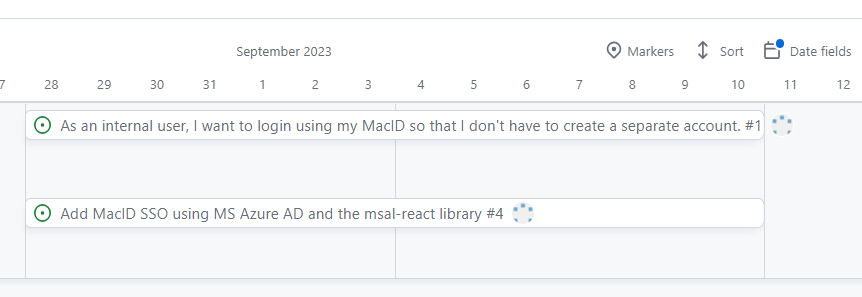 September 2023
Markers
Sort
Date fields
7 28 29 30 31 1 2 3 4 5 6 7 8 9 10 11 12
As an internal user, I want to login using my MacID so that I don't have to create a separate account. #1
Add MacID SSO using MS Azure AD and the msal-react library #4